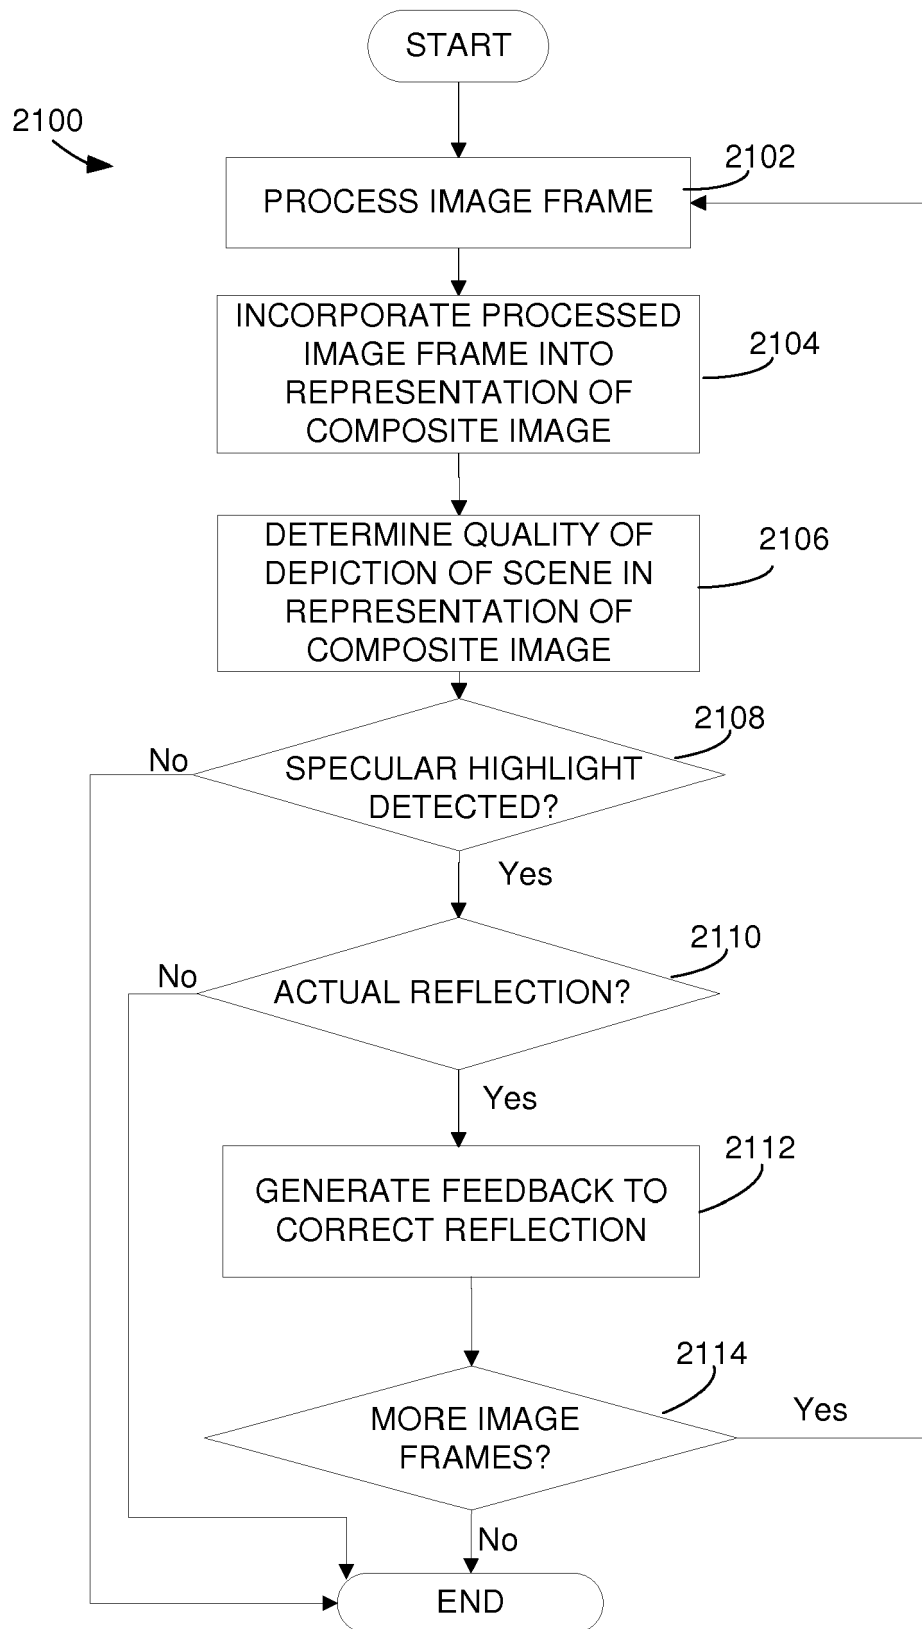 START
2100
2102
PROCESS IMAGE FRAME
INCORPORATE PROCESSED
IMAGE FRAME INTO
REPRESENTATION OF
COMPOSITE IMAGE
2104
DETERMINE QUALITY OF
DEPICTION OF SCENE IN
REPRESENTATION OF
COMPOSITE IMAGE
2106
2108
No
SPECULAR HIGHLIGHT
DETECTED?
Yes
2110
No
ACTUAL REFLECTION?
Yes
2112
GENERATE FEEDBACK TO
CORRECT REFLECTION
2114
MORE IMAGE
FRAMES?
Yes
No
END